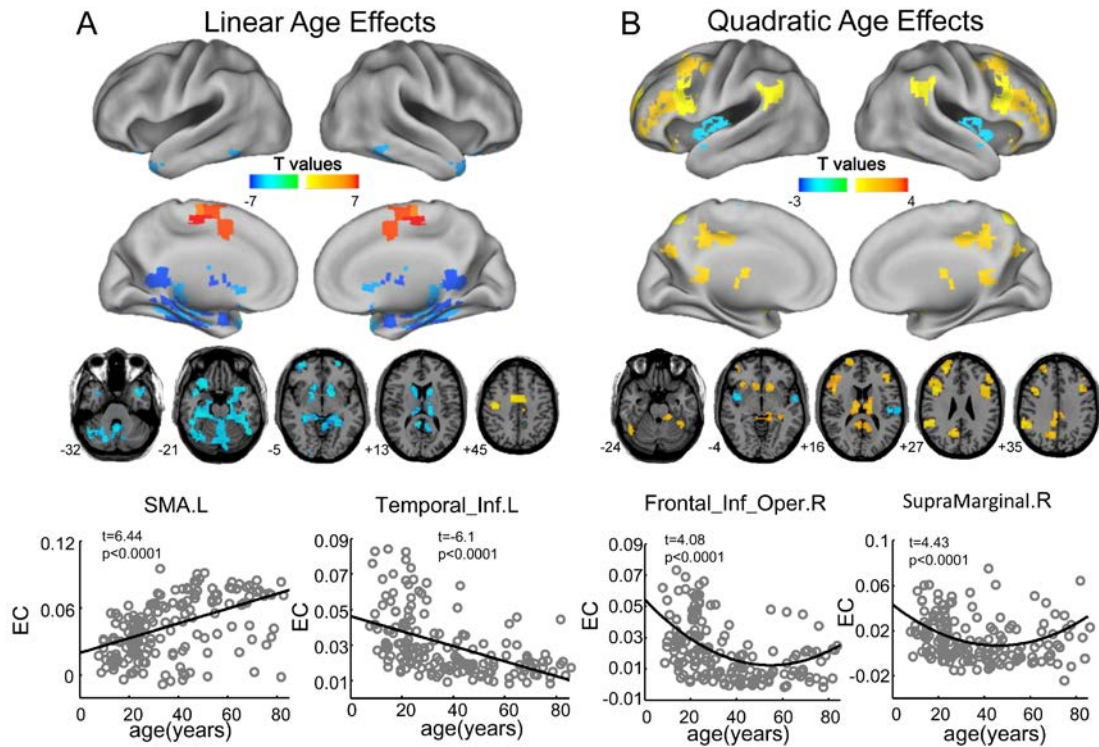 A Linear Age Effects
B Quadratic Age Effects
T values
-7 7
T values
-3 4
-32 -21 -5 +13 +45
-24 -4 +16 +27 +35
SMA.L
t=6.44
p<0.0001
EC
0.12
0.06
0
0 20 40 60 80
age(years)
Temporal_Inf.L
t=-6.1
p<0.0001
0.09
0.07
0.05
0.03
0.01
0 20 40 60 80
age(years)
Frontal_Inf_Oper.R
t=4.08
p<0.0001
EC
0.09
0.07
0.05
0.03
0.01
-0.01
0 20 40 60 80
age(years)
SupraMarginal.R
t=4.43
p<0.0001
EC
0.1
0.06
0.02
-0.02
0 20 40 60 80
age(years)